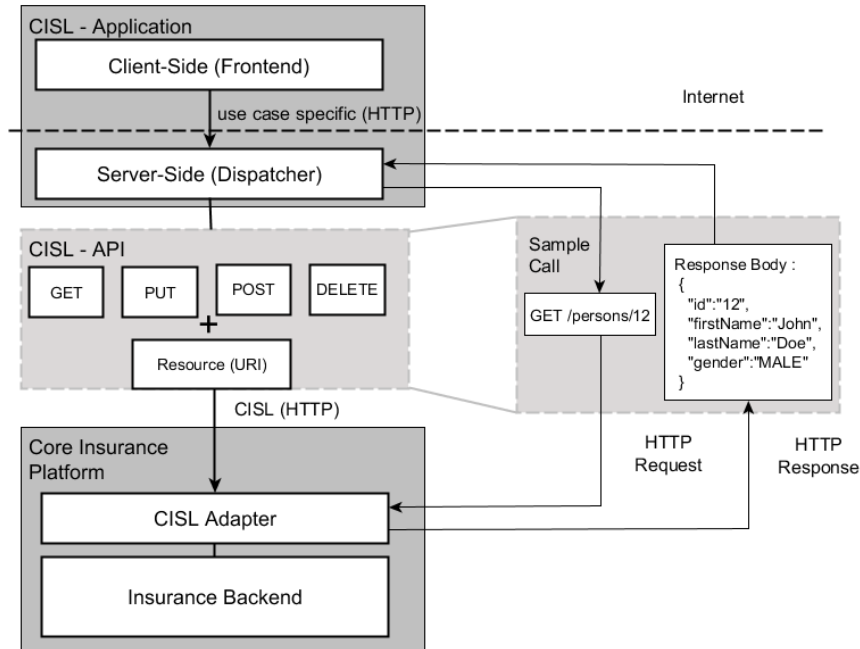 CISL - Application
Client-Side (Frontend)
use case specific (HTTP)
Internet
Server-Side (Dispatcher)
CISL - API
GET
PUT
POST
DELETE
+
Resource (URI)
CISL (HTTP)
Sample
Call
GET /persons/12
Response Body :
{
"id":"12",
"firstName":"John",
"lastName":"Doe",
"gender":"MALE"
}
HTTP
Request
HTTP
Response
Core Insurance
Platform
CISL Adapter
Insurance Backend